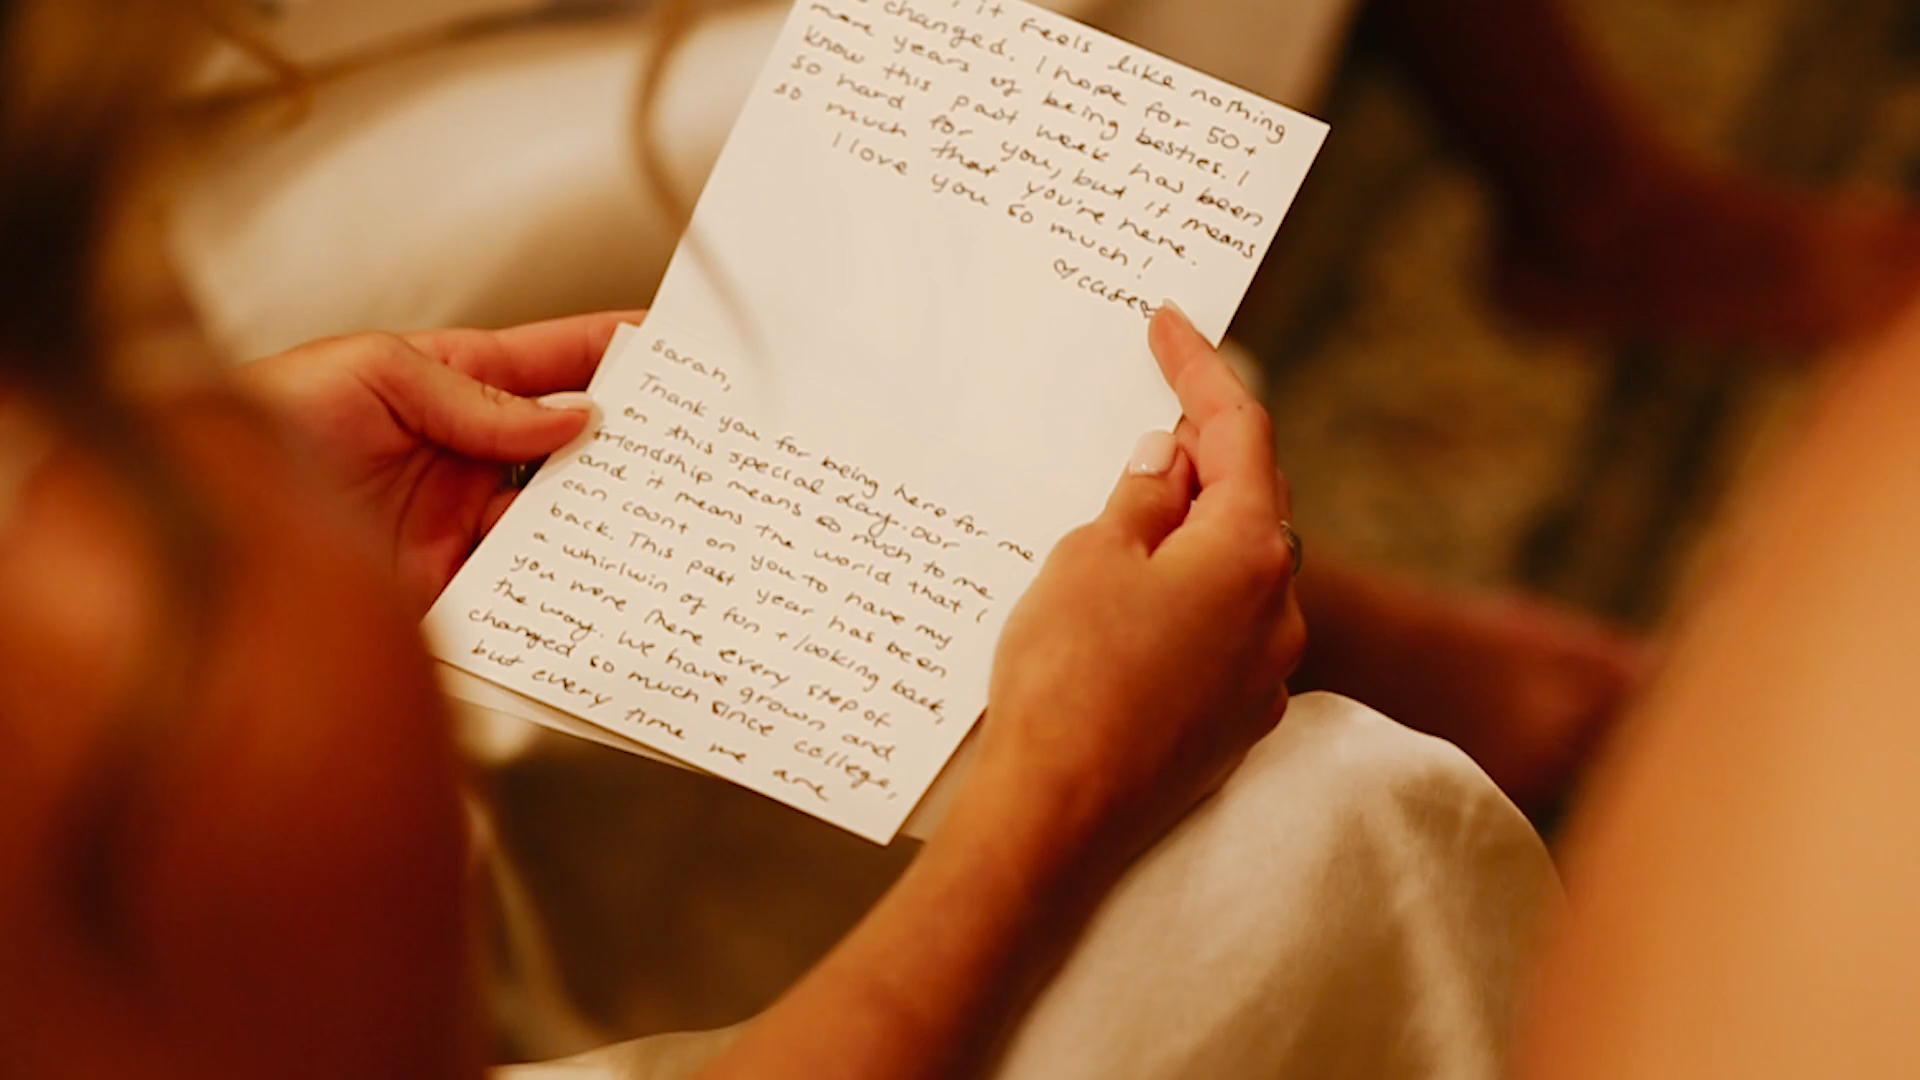 it feels like nothing
changed. I hope for 50+
more years of being besties. I
know this past week has been
so hard for you, but it means
so much that you're here.
I love you so much!
♡case♡
Sarah,
Thank you for being here for me
on this special day. Our
friendship means so much to me
and it means the world that I
can count on you to have my
back. This past year has been
a whirlwin of fun + looking back,
you were there every step of
the way. We have grown and
changed so much since college,
but every time we are